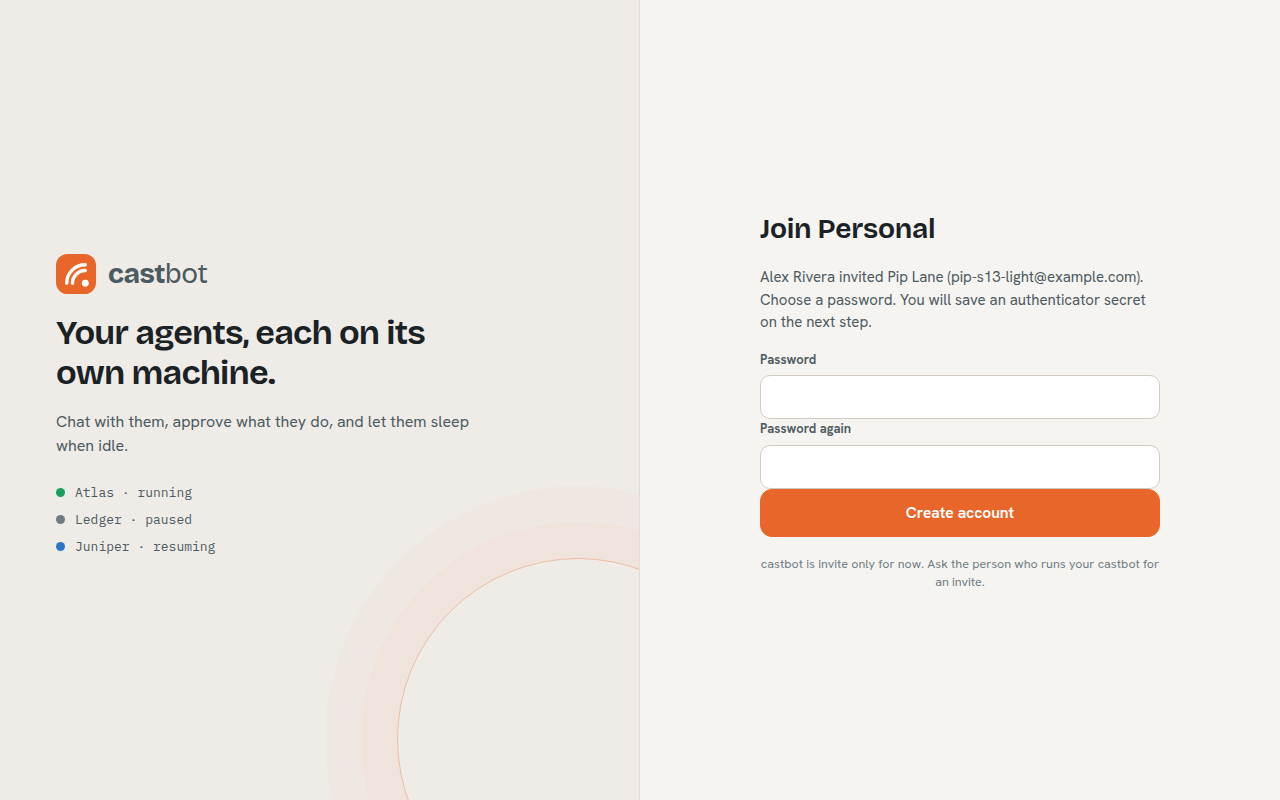 castbot
Your agents, each on its
own machine.
Chat with them, approve what they do, and let them sleep
when idle.
Atlas · running
Ledger · paused
Juniper · resuming
Join Personal
Alex Rivera invited Pip Lane (pip-s13-light@example.com).
Choose a password. You will save an authenticator secret
on the next step.
Password
Password again
Create account
castbot is invite only for now. Ask the person who runs your castbot for
an invite.